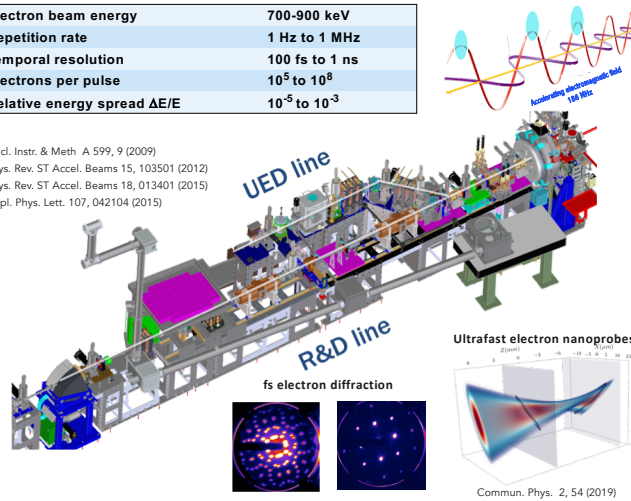 ectron beam energy 700-900 keV
epetition rate 1 Hz to 1 MHz
emporal resolution 100 fs to 1 ns
ectrons per pulse 10⁵ to 10⁸
elative energy spread ΔE/E 10⁻⁵ to 10⁻³
Accelerating electromagnetic field
186 MHz
cl. Instr. & Meth A 599, 9 (2009)
ys. Rev. ST Accel. Beams 15, 103501 (2012)
ys. Rev. ST Accel. Beams 18, 013401 (2015)
pl. Phys. Lett. 107, 042104 (2015)
UED line
R&D line
fs electron diffraction
Ultrafast electron nanoprobes
Z(mm)
X(μm)
Commun. Phys. 2, 54 (2019)